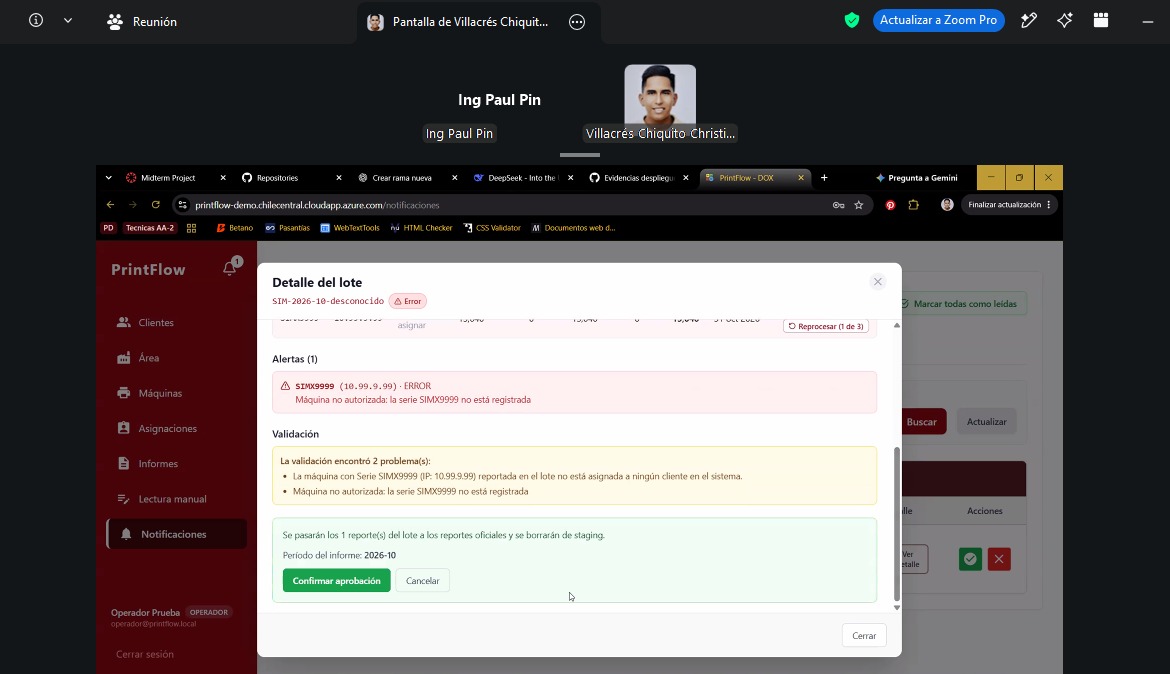 Reunión
Pantalla de Villacrés Chiquit...
Actualizar a Zoom Pro
Ing Paul Pin
Ing Paul Pin
Villacrés Chiquito Christi...
Midterm Project
Repositories
Crear rama nueva
DeepSeek - Into the
Evidencias desplieg
PrintFlow - DOX
Pregunta a Gemini
printflow-demo.chilecentral.cloudapp.azure.com/notificaciones
Finalizar actualización
PD
Tecnicas AA-2
Betano
Pasantías
WebTextTools
HTML Checker
CSS Validator
Documentos web d...
PrintFlow
1
Clientes
Área
Máquinas
Asignaciones
Informes
Lectura manual
Notificaciones
Operador Prueba OPERADOR
operador@printflow.local
Cerrar sesión
Detalle del lote
SIM-2026-10-desconocido Error
asignar
Reprocesar (1 de 3)
Alertas (1)
SIMX9999 (10.99.9.99) · ERROR
Máquina no autorizada: la serie SIMX9999 no está registrada
Validación
La validación encontró 2 problema(s):
• La máquina con Serie SIMX9999 (IP: 10.99.9.99) reportada en el lote no está asignada a ningún cliente en el sistema.
• Máquina no autorizada: la serie SIMX9999 no está registrada
Se pasarán los 1 reporte(s) del lote a los reportes oficiales y se borrarán de staging.
Período del informe: 2026-10
Confirmar aprobación
Cancelar
Cerrar
Marcar todas como leídas
Buscar
Actualizar
Acciones
Ver